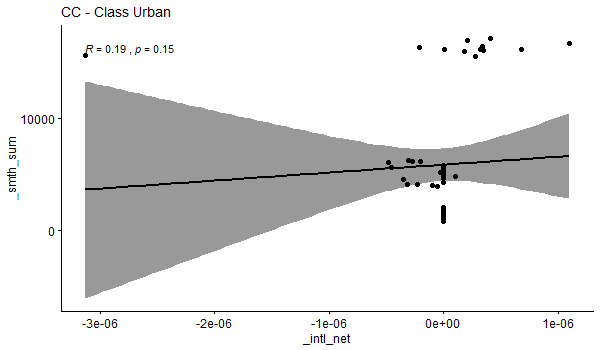 CC - Class Urban
R = 0.19 , p = 0.15
10000
0
_smth_sum
-3e-06 -2e-06 -1e-06 0e+00 1e-06
_intl_net